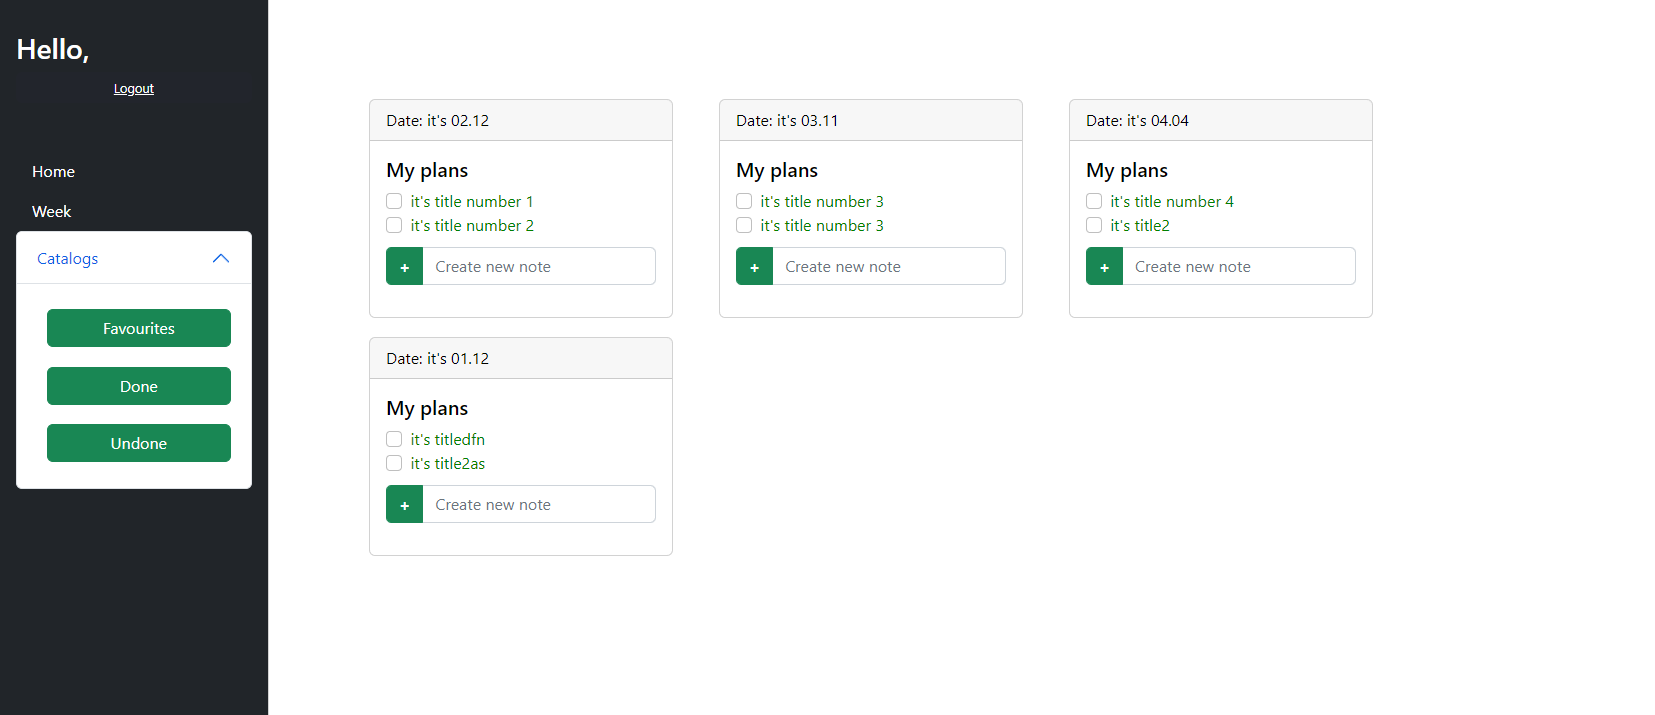 Hello,
Logout
Home
Week
Catalogs
Favourites
Done
Undone
Date: it's 02.12
My plans
it's title number 1
it's title number 2
+ Create new note
Date: it's 03.11
My plans
it's title number 3
it's title number 3
+ Create new note
Date: it's 04.04
My plans
it's title number 4
it's title2
+ Create new note
Date: it's 01.12
My plans
it's titledfn
it's title2as
+ Create new note